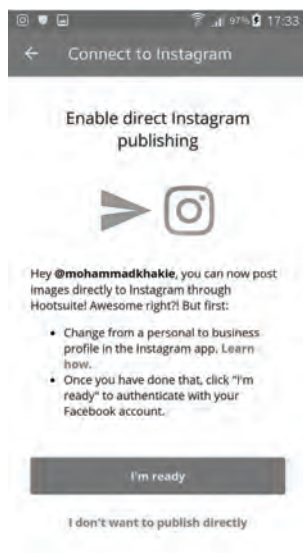 97% 17:33
Connect to Instagram
Enable direct Instagram
publishing
Hey @mohammadkhakie, you can now post
images directly to Instagram through
Hootsuite! Awesome right?! But first:
• Change from a personal to business
profile in the Instagram app. Learn
how.
• Once you have done that, click "I'm
ready" to authenticate with your
Facebook account.
I'm ready
I don't want to publish directly